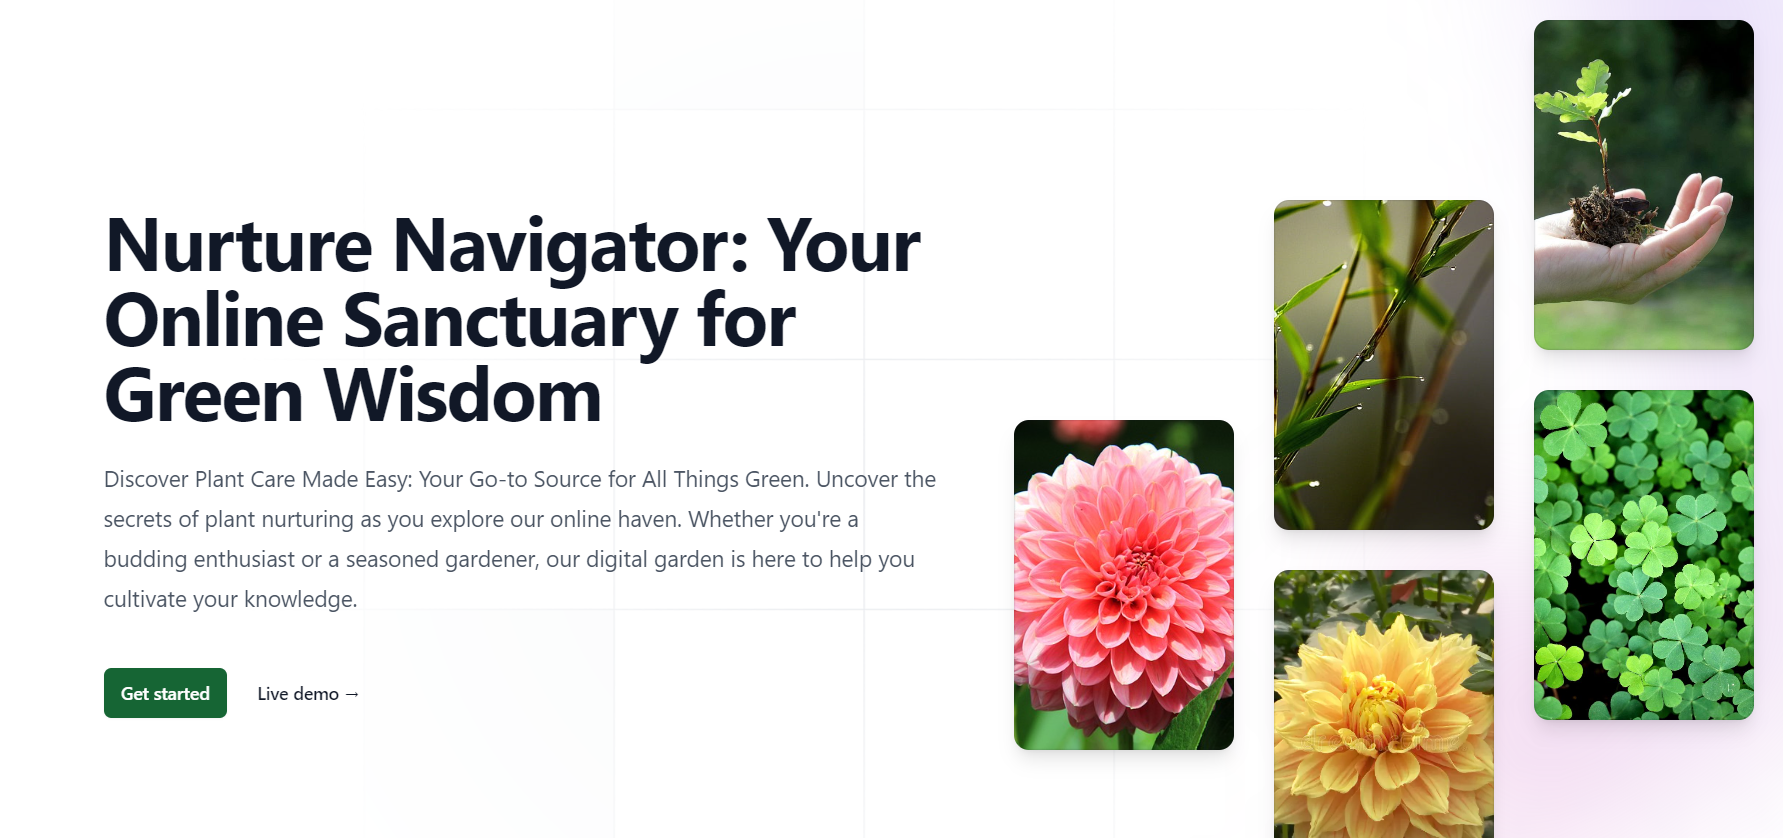 Nurture Navigator: Your
Online Sanctuary for
Green Wisdom
Discover Plant Care Made Easy: Your Go-to Source for All Things Green. Uncover the
secrets of plant nurturing as you explore our online haven. Whether you're a
budding enthusiast or a seasoned gardener, our digital garden is here to help you
cultivate your knowledge.
Get started
Live demo →